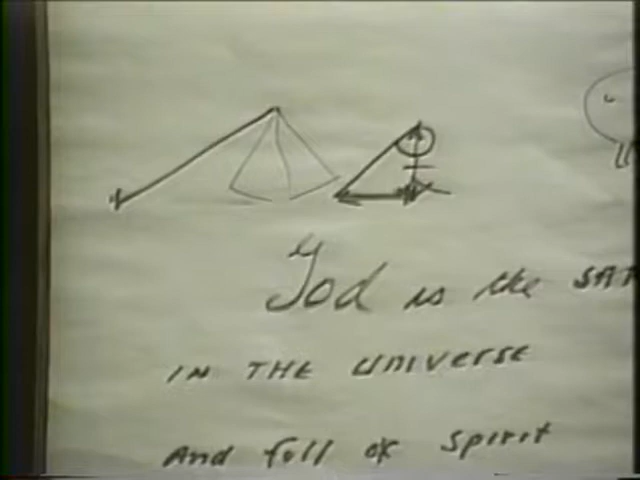 God is the
IN THE UNIVERSE
And full of spirit